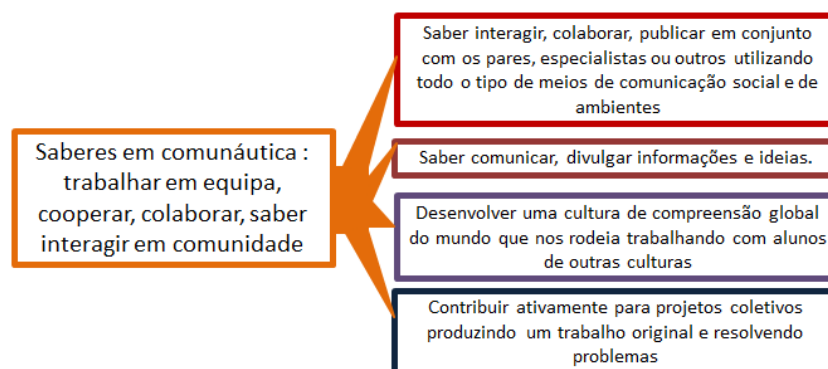 Saberes em comunáutica :
trabalhar em equipa,
cooperar, colaborar, saber
interagir em comunidade
Saber interagir, colaborar, publicar em conjunto
com os pares, especialistas ou outros utilizando
todo o tipo de meios de comunicação social e de
ambientes
Saber comunicar, divulgar informações e ideias.
Desenvolver uma cultura de compreensão global
do mundo que nos rodeia trabalhando com alunos
de outras culturas
Contribuir ativamente para projetos coletivos
produzindo um trabalho original e resolvendo
problemas